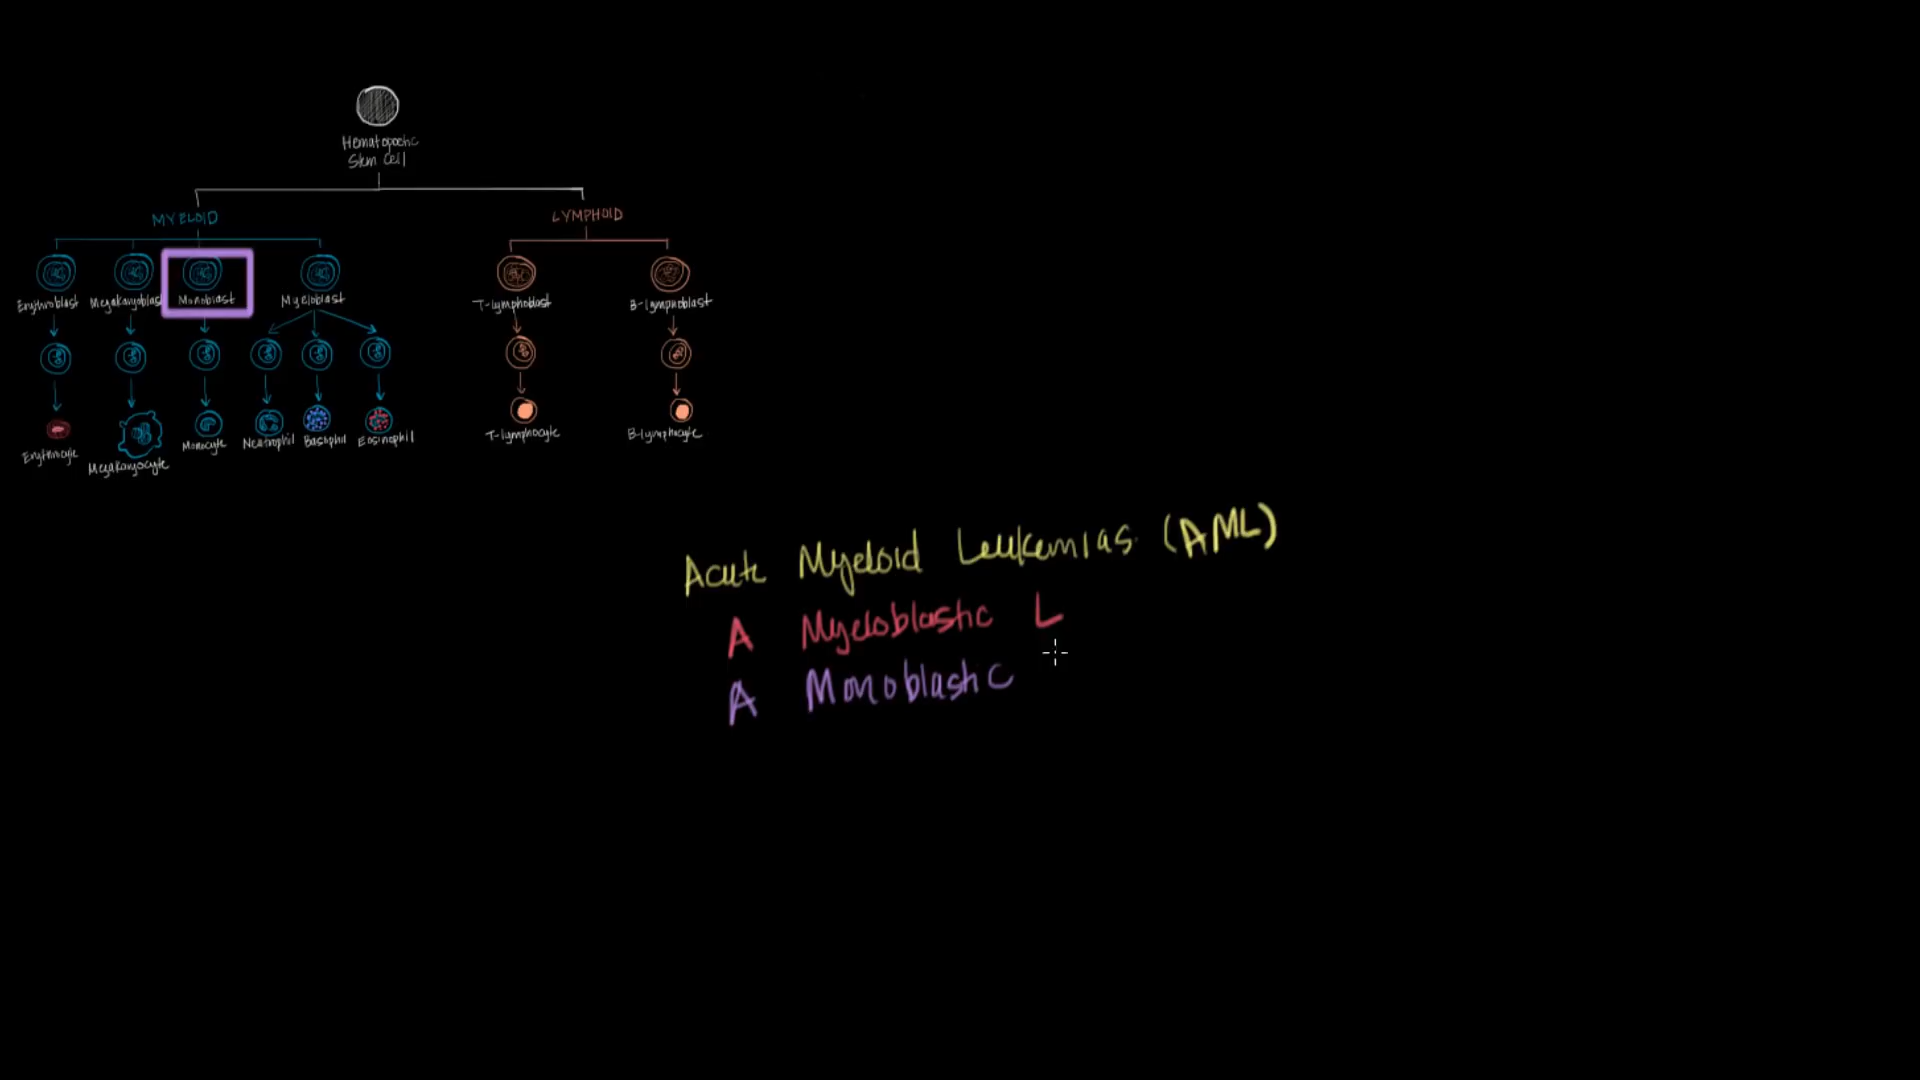 Hematopoetic
Stem Cell
MYELOID
LYMPHOID
Erythroblast
Megakaryoblast
Monoblast
Myeloblast
T-lymphoblast
B-lymphoblast
Erythrocyte
Megakaryocyte
Monocyte
Neutrophil
Basophil
Eosinophil
T-lymphocyte
B-lymphocyte
Acute Myeloid Leukemias (AML)
A Myeloblastic L
A Monoblastic